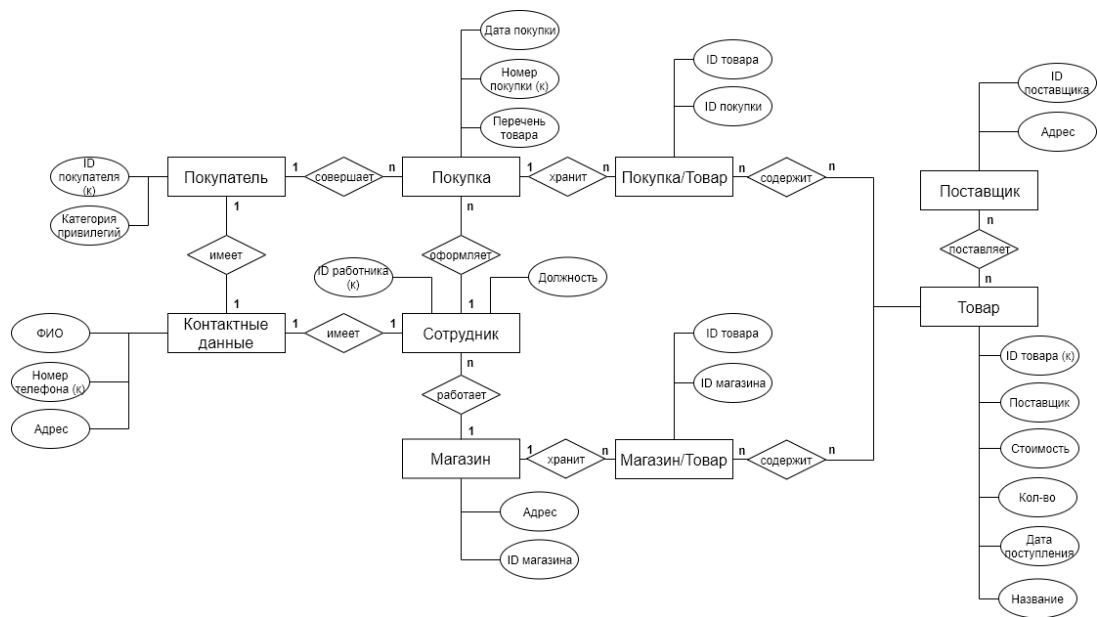 Дата покупки
Номер
покупки (к)
Перечень
товара
ID товара
ID покупки
ID
поставщика
Адрес
ID
покупателя
(к)
Категория
привилегий
Покупатель
1
совершает
n
Покупка
1
хранит
n
Покупка/Товар
n
содержит
n
Поставщик
1
имеет
1
n
оформляет
1
n
поставляет
n
ID работника
(к)
Должность
ФИО
Номер
телефона (к)
Адрес
Контактные
данные
1
имеет
1
Сотрудник
n
работает
1
ID товара
ID магазина
Товар
ID товара (к)
Поставщик
Стоимость
Кол-во
Дата
поступления
Название
Магазин
1
хранит
n
Магазин/Товар
n
содержит
n
Адрес
ID магазина